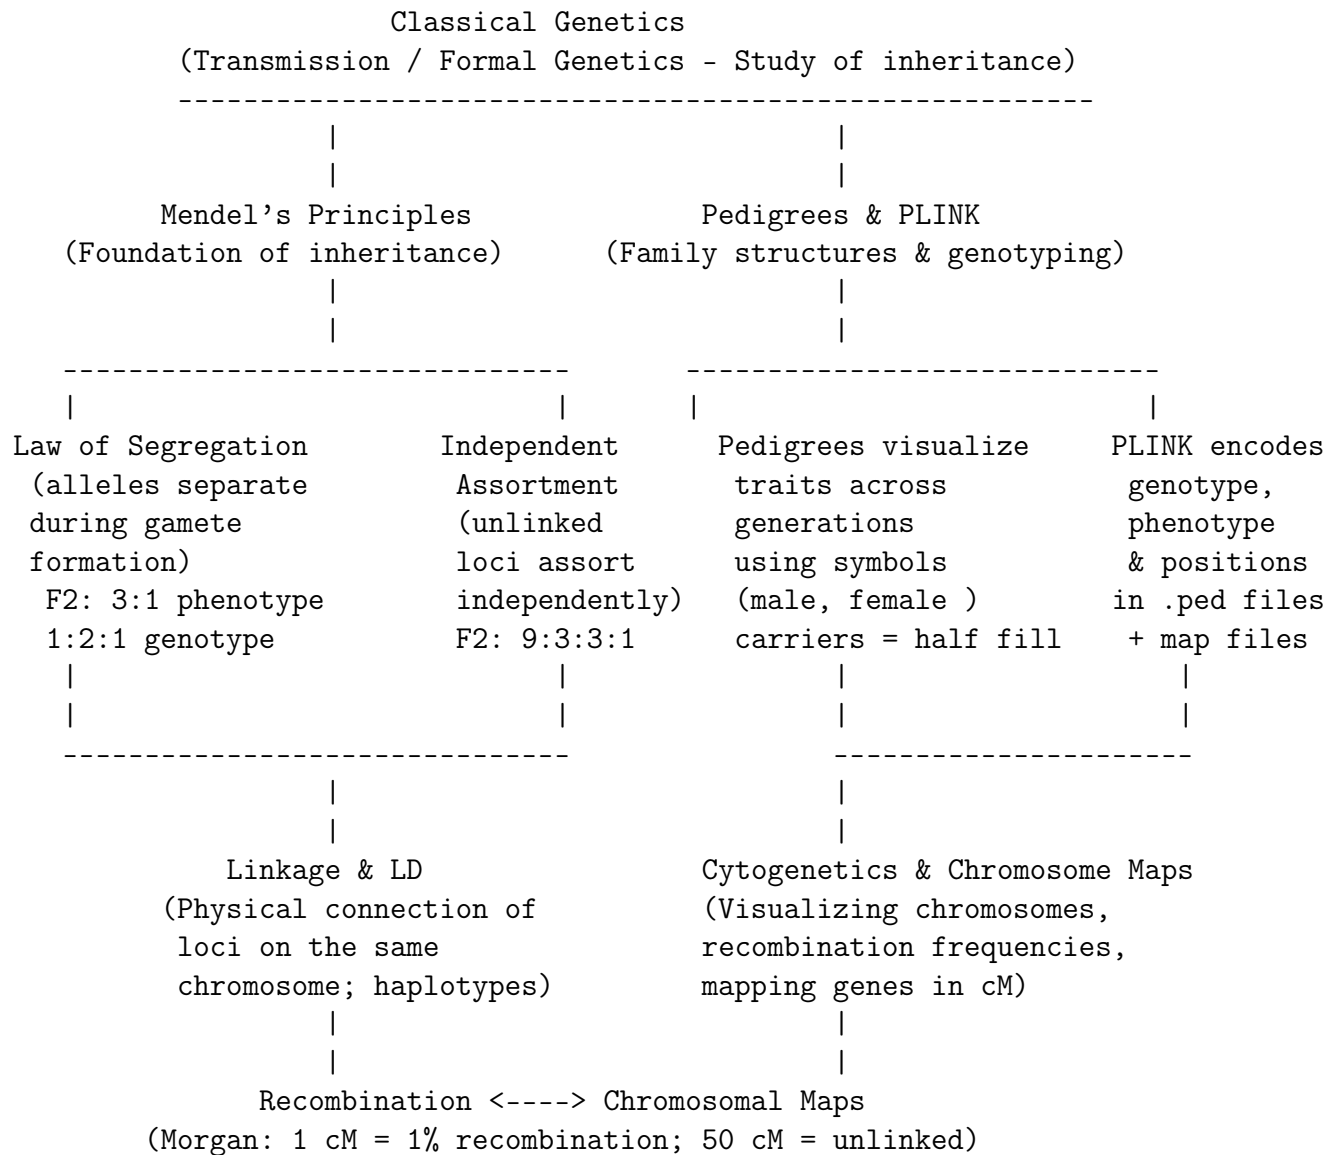 Classical Genetics
(Transmission / Formal Genetics - Study of inheritance)
Mendel's Principles
(Foundation of inheritance)
Pedigrees & PLINK
(Family structures & genotyping)
Law of Segregation
(alleles separate
during gamete
formation)
F2: 3:1 phenotype
1:2:1 genotype
Independent
Assortment
(unlinked
loci assort
independently)
F2: 9:3:3:1
Pedigrees visualize
traits across
generations
using symbols
(male, female )
carriers = half fill
PLINK encodes
genotype,
phenotype
& positions
in .ped files
+ map files
Linkage & LD
(Physical connection of
loci on the same
chromosome; haplotypes)
Cytogenetics & Chromosome Maps
(Visualizing chromosomes,
recombination frequencies,
mapping genes in cM)
Recombination <----> Chromosomal Maps
(Morgan: 1 cM = 1% recombination; 50 cM = unlinked)